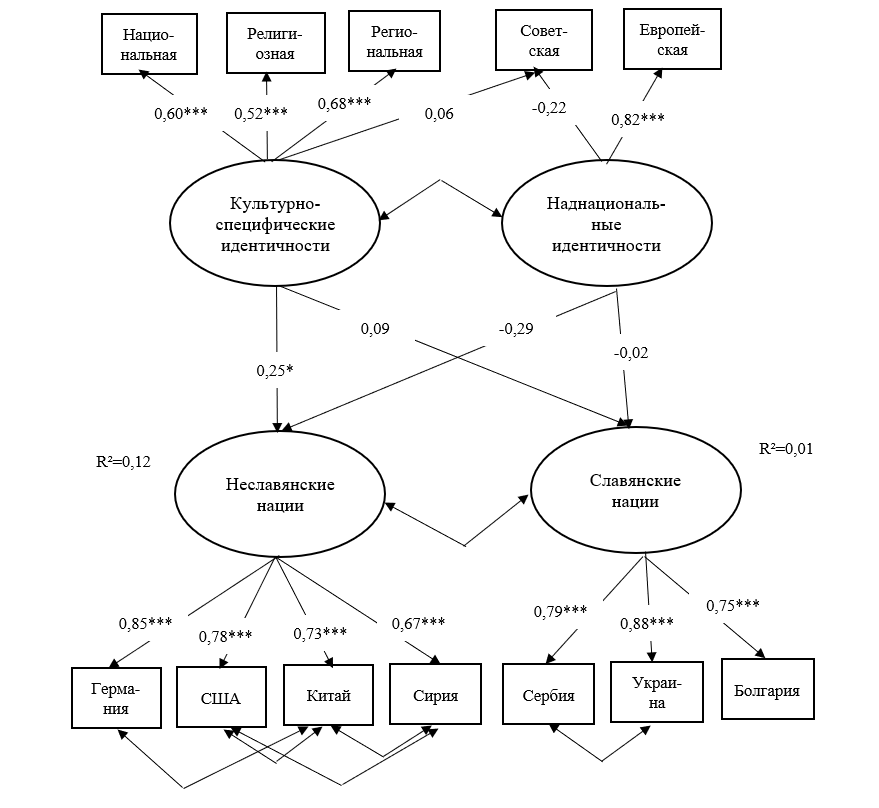 Нацио-
нальная
Религи-
озная
Регио-
нальная
Совет-
ская
Европей-
ская
0,60***
0,52***
0,68***
0,06
-0,22
0,82***
Культурно-
специфические
идентичности
Наднациональ-
ные
идентичности
0,09
-0,29
0,25*
-0,02
R²=0,12
R²=0,01
Неславянские
нации
Славянские
нации
0,85***
0,78***
0,73***
0,67***
0,79***
0,88***
0,75***
Герма-
ния
США
Китай
Сирия
Сербия
Украи-
на
Болгария